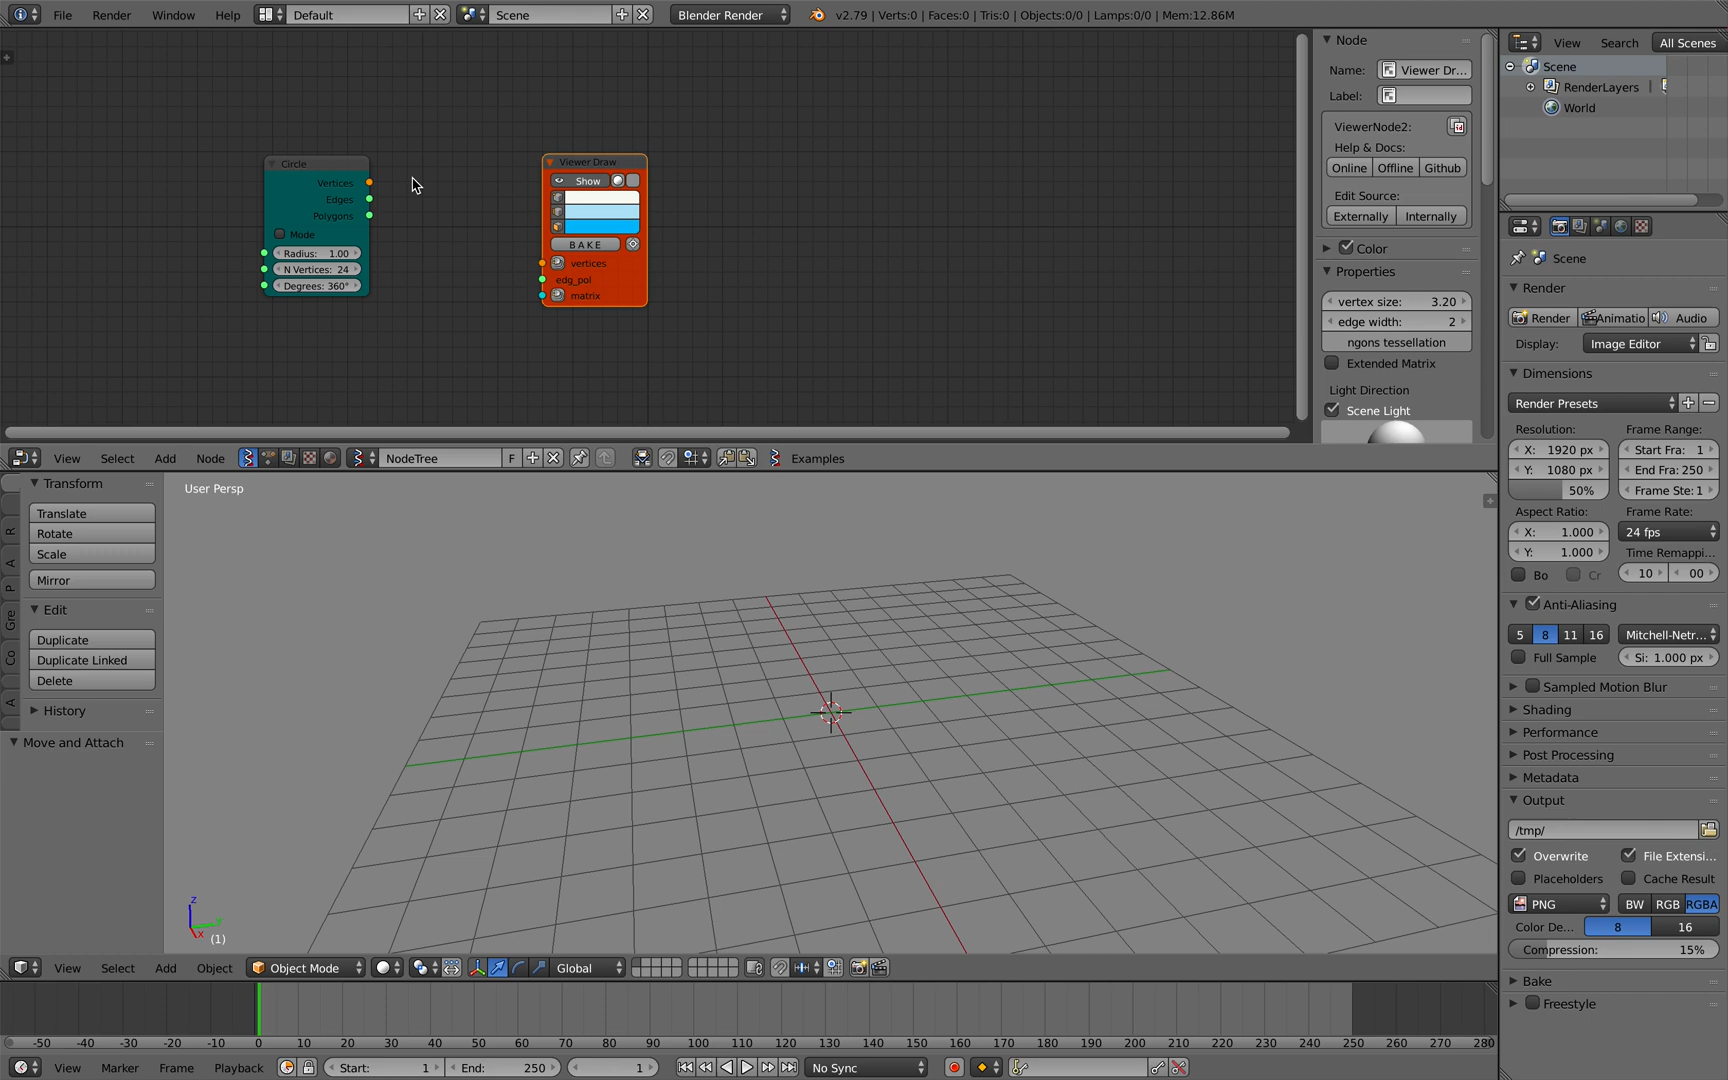 File Render Window Help Default Scene Blender Render v2.79 | Verts:0 | Faces:0 | Tris:0 | Objects:0/0 | Lamps:0/0 | Mem:12.86M
Circle
Vertices
Edges
Polygons
Mode
Radius: 1.00
N Vertices: 24
Degrees: 360°
Viewer Draw
Show
BAKE
vertices
edg_pol
matrix
Node
Name: Viewer Dr...
Label:
ViewerNode2:
Help & Docs:
Online Offline Github
Edit Source:
Externally Internally
Color
Properties
vertex size: 3.20
edge width: 2
ngons tessellation
Extended Matrix
Light Direction
Scene Light
View Select Add Node NodeTree F Examples
Transform
Translate
Rotate
Scale
Mirror
Edit
Duplicate
Duplicate Linked
Delete
History
Move and Attach
R
A
P
Gre
Co
A
User Persp
z
y
x
(1)
View Select Add Object Object Mode Global
-50 -40 -30 -20 -10 0 10 20 30 40 50 60 70 80 90 100 110 120 130 140 150 160 170 180 190 200 210 220 230 240 250 260 270 280
View Marker Frame Playback Start: 1 End: 250 1 No Sync
View Search All Scenes
Scene
RenderLayers |
World
Scene
Render
Render Animatio Audio
Display: Image Editor
Dimensions
Render Presets
Resolution: Frame Range:
X: 1920 px Start Fra: 1
Y: 1080 px End Fra: 250
50% Frame Ste: 1
Aspect Ratio: Frame Rate:
X: 1.000 24 fps
Y: 1.000 Time Remappi...
Bo Cr 10 00
Anti-Aliasing
5 8 11 16 Mitchell-Netr...
Full Sample Si: 1.000 px
Sampled Motion Blur
Shading
Performance
Post Processing
Metadata
Output
/tmp/
Overwrite File Extensi...
Placeholders Cache Result
PNG BW RGB RGBA
Color De... 8 16
Compression: 15%
Bake
Freestyle